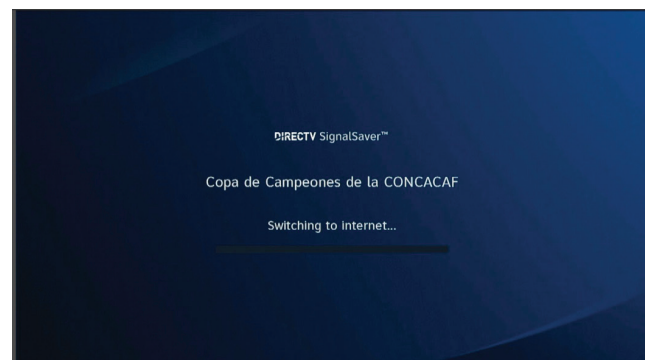 DIRECTV SignalSaver™
Copa de Campeones de la CONCACAF
Switching to internet...